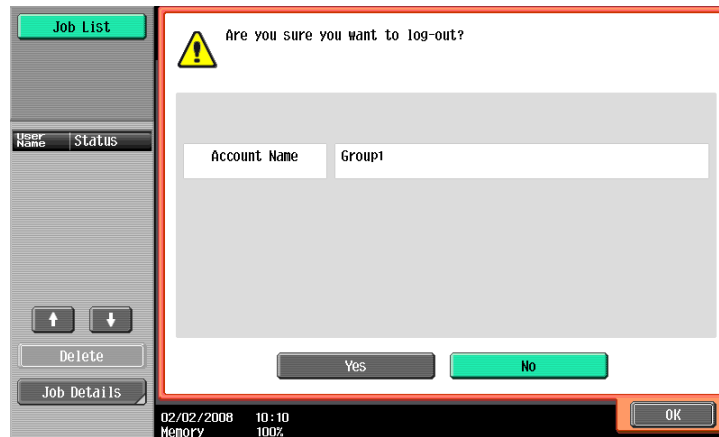 Job List
Are you sure you want to log-out?
User Name Status
Account Name Group1
Delete
Job Details
Yes No
OK
02/02/2008 10:10
Memory 100%